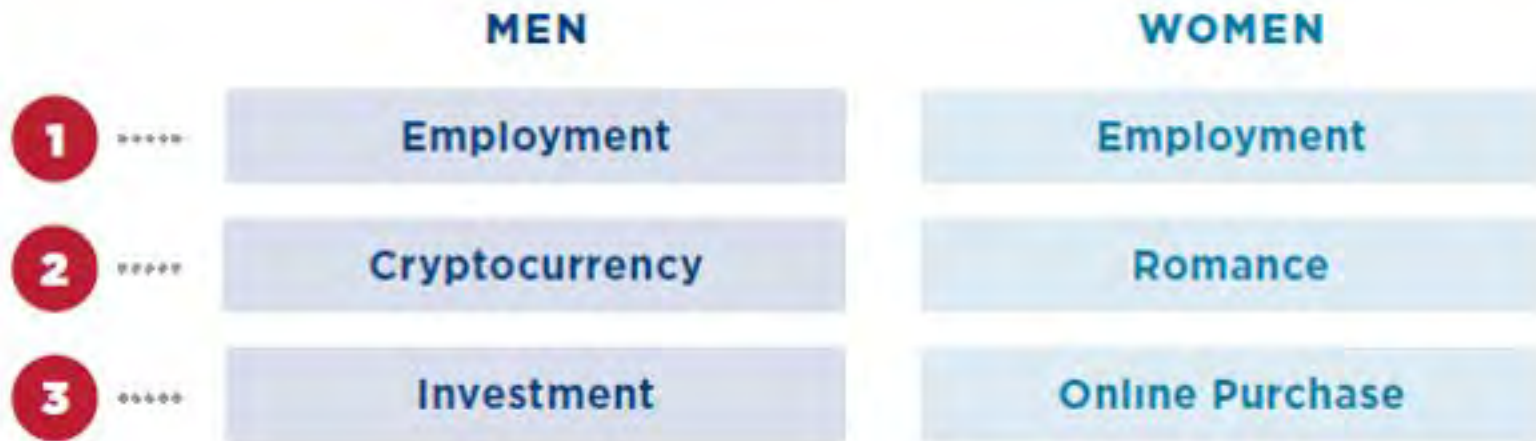 MEN WOMEN
1 Employment Employment
2 Cryptocurrency Romance
3 Investment Online Purchase